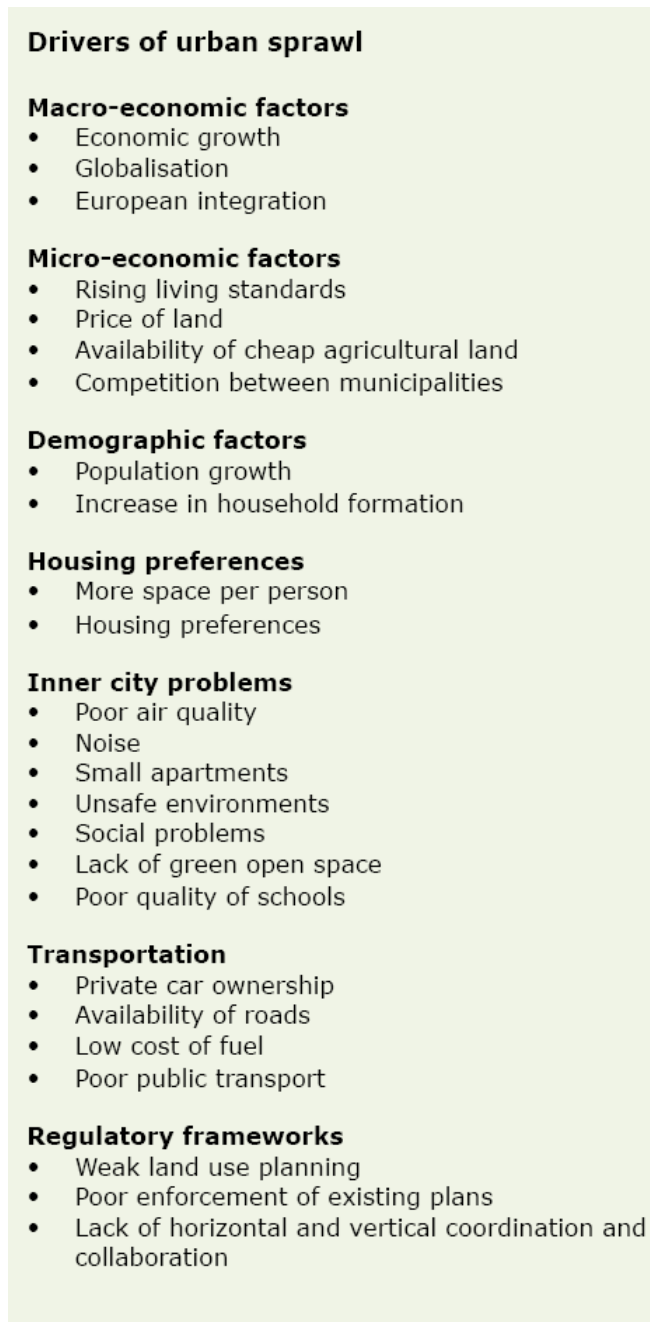 Drivers of urban sprawl
Macro-economic factors
• Economic growth
• Globalisation
• European integration
Micro-economic factors
• Rising living standards
• Price of land
• Availability of cheap agricultural land
• Competition between municipalities
Demographic factors
• Population growth
• Increase in household formation
Housing preferences
• More space per person
• Housing preferences
Inner city problems
• Poor air quality
• Noise
• Small apartments
• Unsafe environments
• Social problems
• Lack of green open space
• Poor quality of schools
Transportation
• Private car ownership
• Availability of roads
• Low cost of fuel
• Poor public transport
Regulatory frameworks
• Weak land use planning
• Poor enforcement of existing plans
• Lack of horizontal and vertical coordination and
collaboration